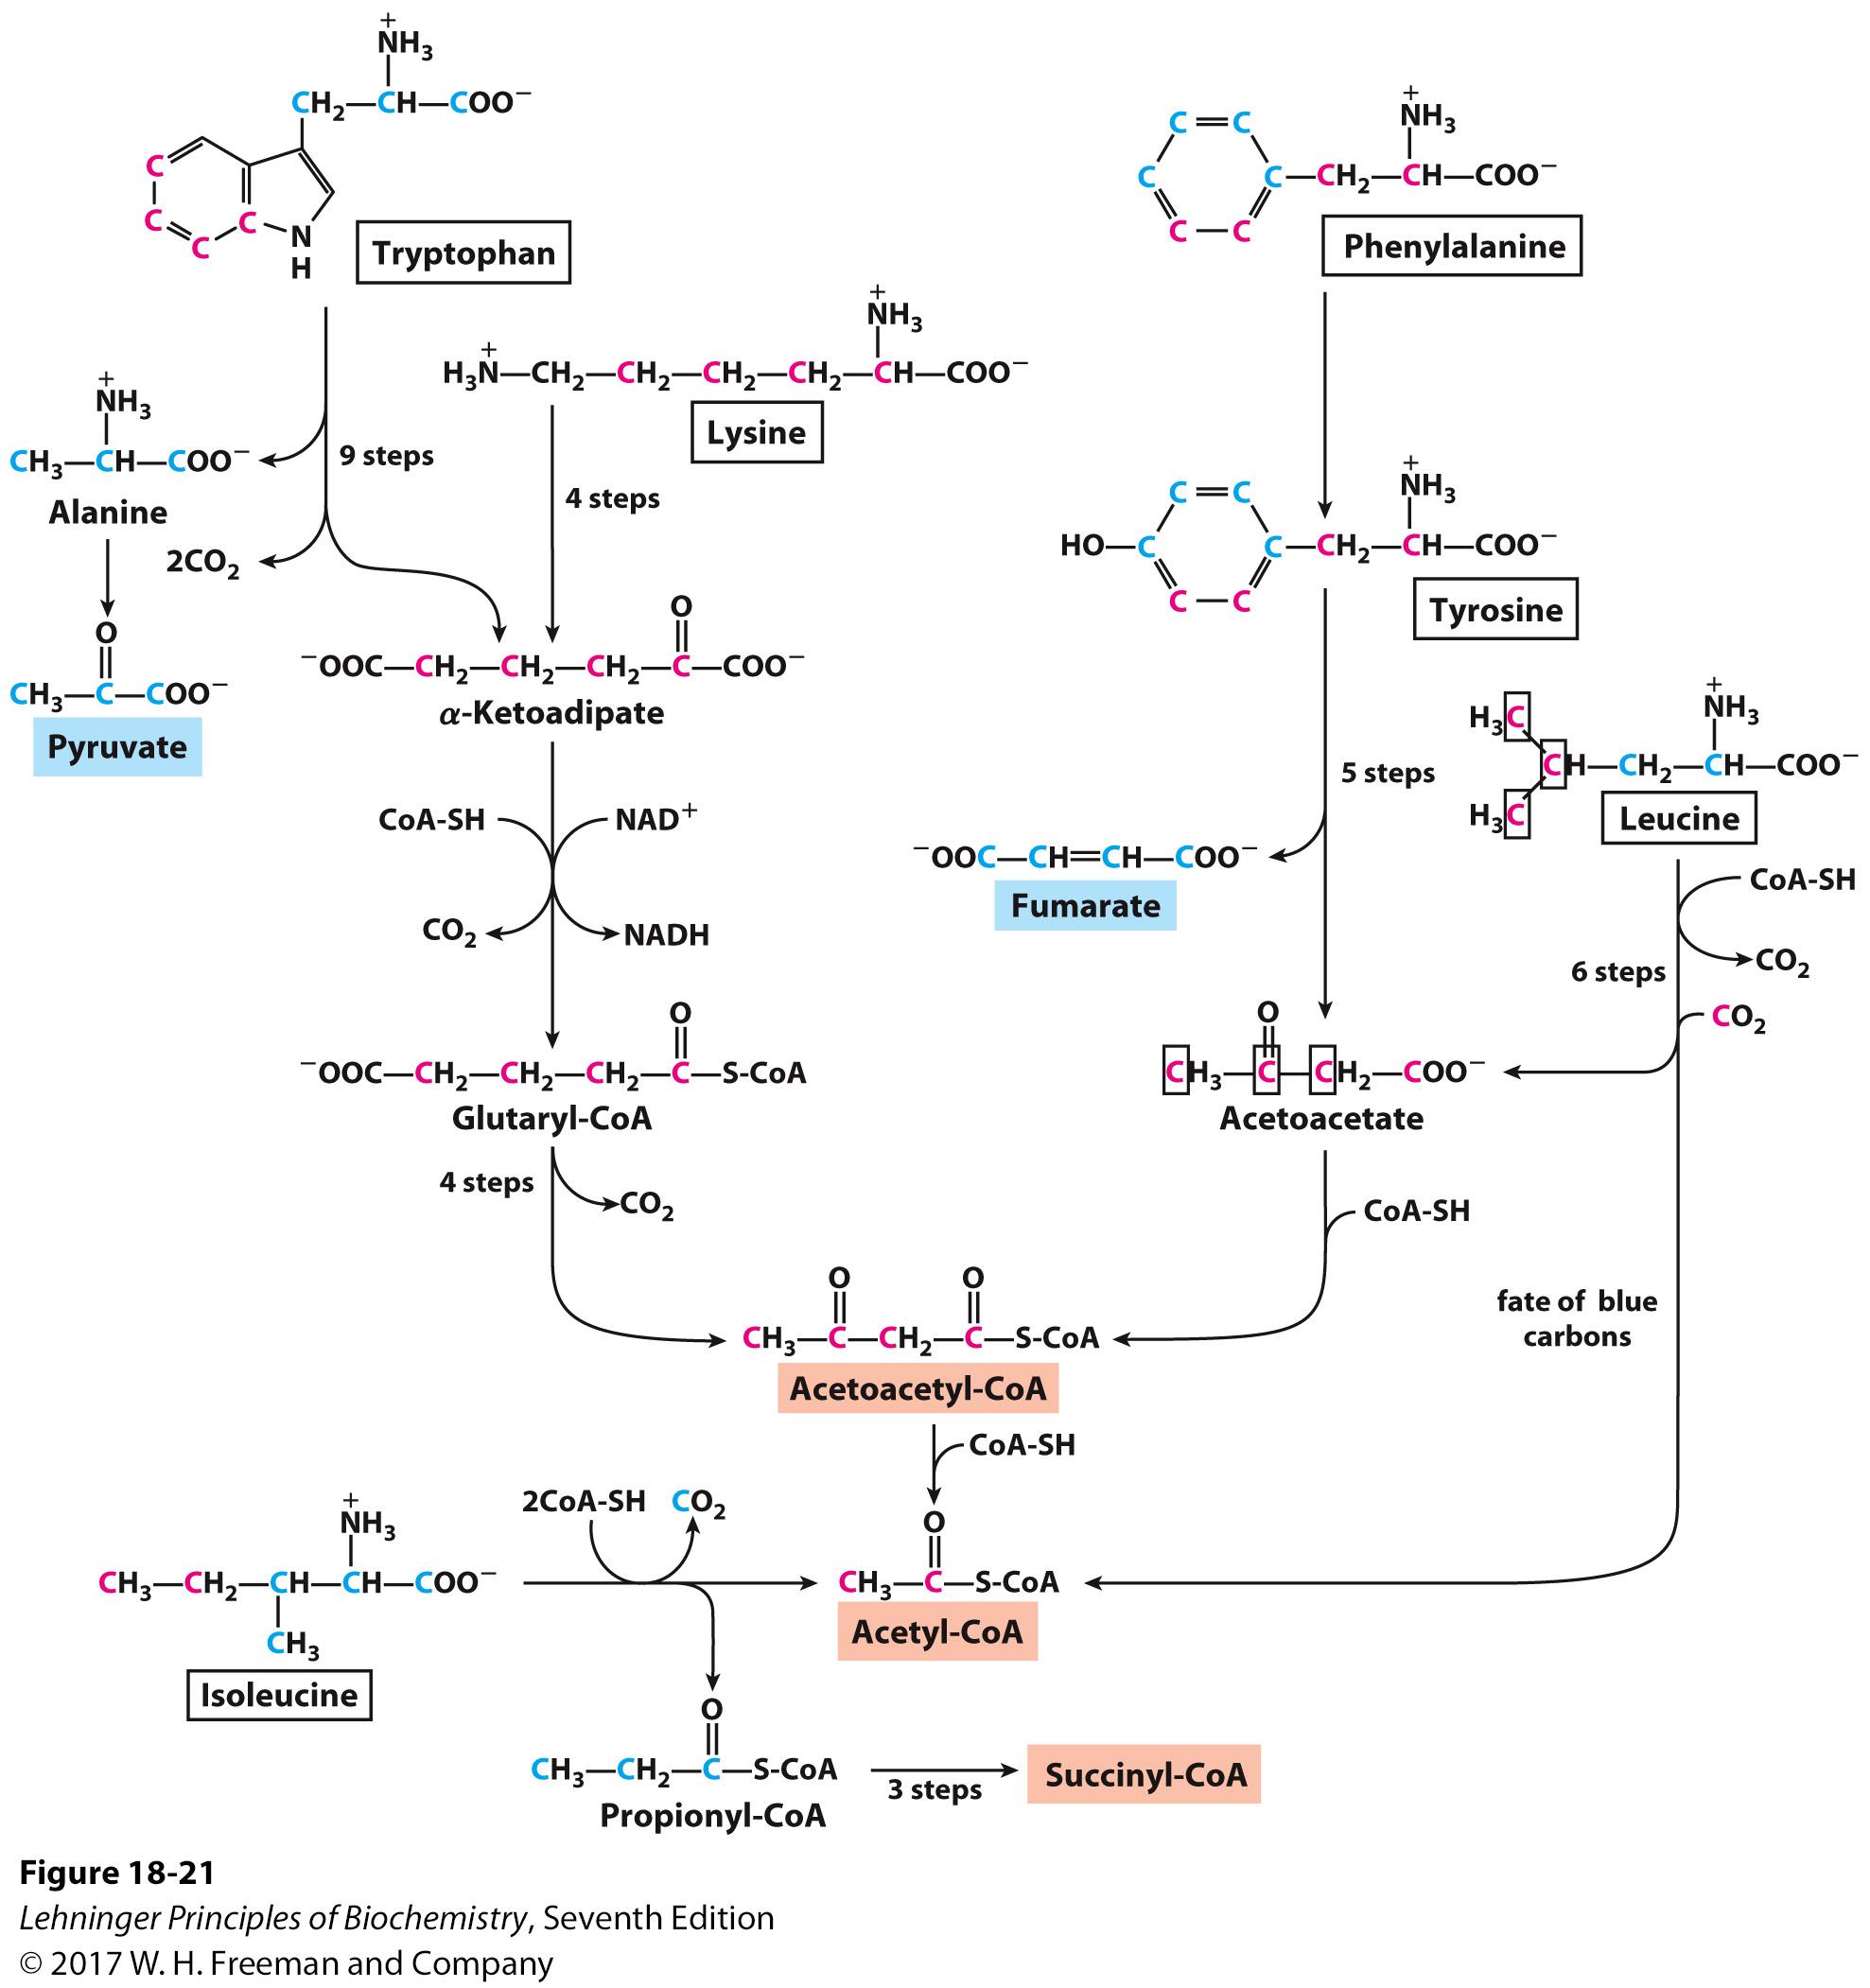 ⁺NH₃
CH₂—CH—COO⁻
C
C
C
C
N
H
Tryptophan
⁺NH₃
C=C
C
C—CH₂—CH—COO⁻
C—C
Phenylalanine
⁺NH₃
H₃N⁺—CH₂—CH₂—CH₂—CH₂—CH—COO⁻
Lysine
⁺NH₃
CH₃—CH—COO⁻
Alanine
9 steps
4 steps
2CO₂
⁺NH₃
C=C
HO—C
C—CH₂—CH—COO⁻
C—C
Tyrosine
O
CH₃—C—COO⁻
Pyruvate
O
⁻OOC—CH₂—CH₂—CH₂—C—COO⁻
α-Ketoadipate
5 steps
⁺NH₃
H₃C
CH—CH₂—CH—COO⁻
H₃C
Leucine
CoA-SH
NAD⁺
CO₂
NADH
⁻OOC—CH=CH—COO⁻
Fumarate
CoA-SH
CO₂
6 steps
CO₂
O
⁻OOC—CH₂—CH₂—CH₂—C—S-CoA
Glutaryl-CoA
O
CH₃—C—CH₂—COO⁻
Acetoacetate
4 steps
CO₂
CoA-SH
O O
CH₃—C—CH₂—C—S-CoA
Acetoacetyl-CoA
fate of blue
carbons
CoA-SH
2CoA-SH CO₂
⁺NH₃
CH₃—CH₂—CH—CH—COO⁻
CH₃
Isoleucine
O
CH₃—C—S-CoA
Acetyl-CoA
O
CH₃—CH₂—C—S-CoA
Propionyl-CoA
3 steps
Succinyl-CoA
Figure 18-21
Lehninger Principles of Biochemistry, Seventh Edition
© 2017 W. H. Freeman and Company